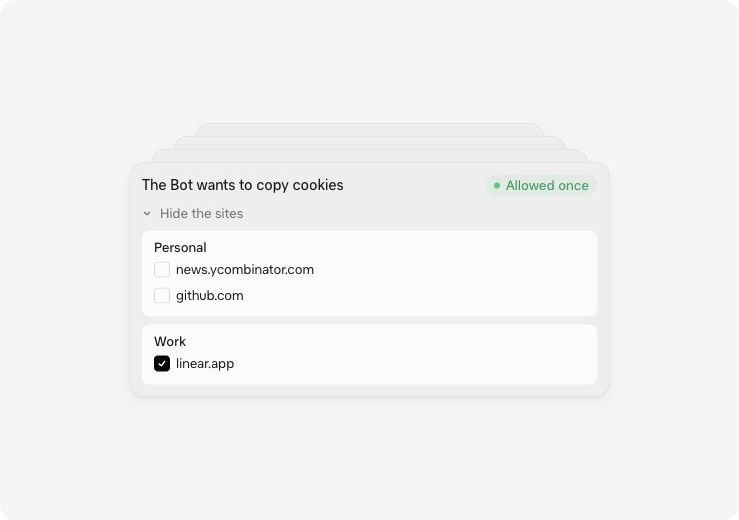 The Bot wants to copy cookies
Allowed once
Hide the sites
Personal
news.ycombinator.com
github.com
Work
linear.app